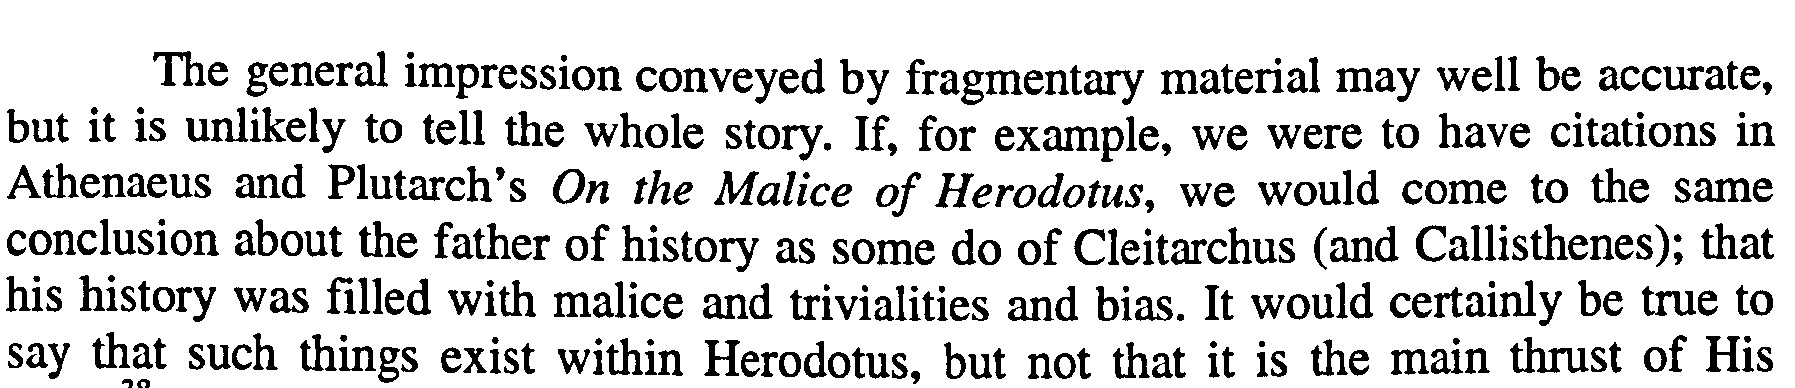 The general impression conveyed by fragmentary material may well be accurate,
but it is unlikely to tell the whole story. If, for example, we were to have citations in
Athenaeus and Plutarch's On the Malice of Herodotus, we would come to the same
conclusion about the father of history as some do of Cleitarchus (and Callisthenes); that
his history was filled with malice and trivialities and bias. It would certainly be true to
say that such things exist within Herodotus, but not that it is the main thrust of His